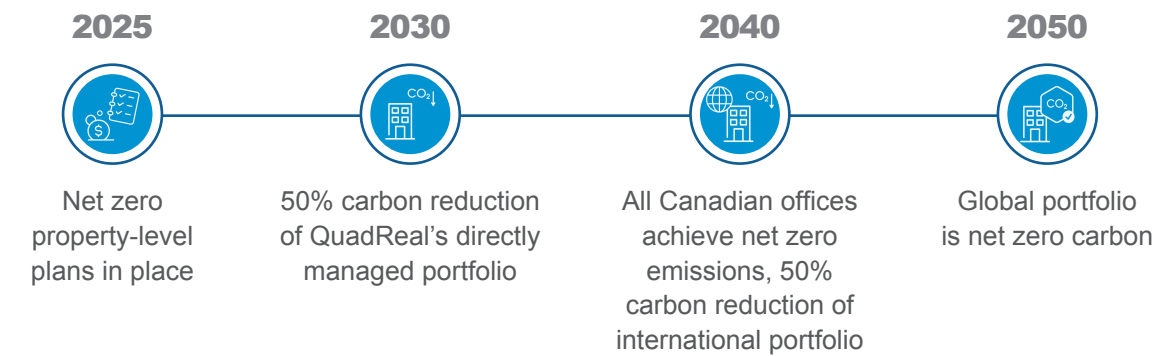 2025
2030
2040
2050
CO₂↓
CO₂↓
CO₂
$
Net zero
property-level
plans in place
50% carbon reduction
of QuadReal's directly
managed portfolio
All Canadian offices
achieve net zero
emissions, 50%
carbon reduction of
international portfolio
Global portfolio
is net zero carbon